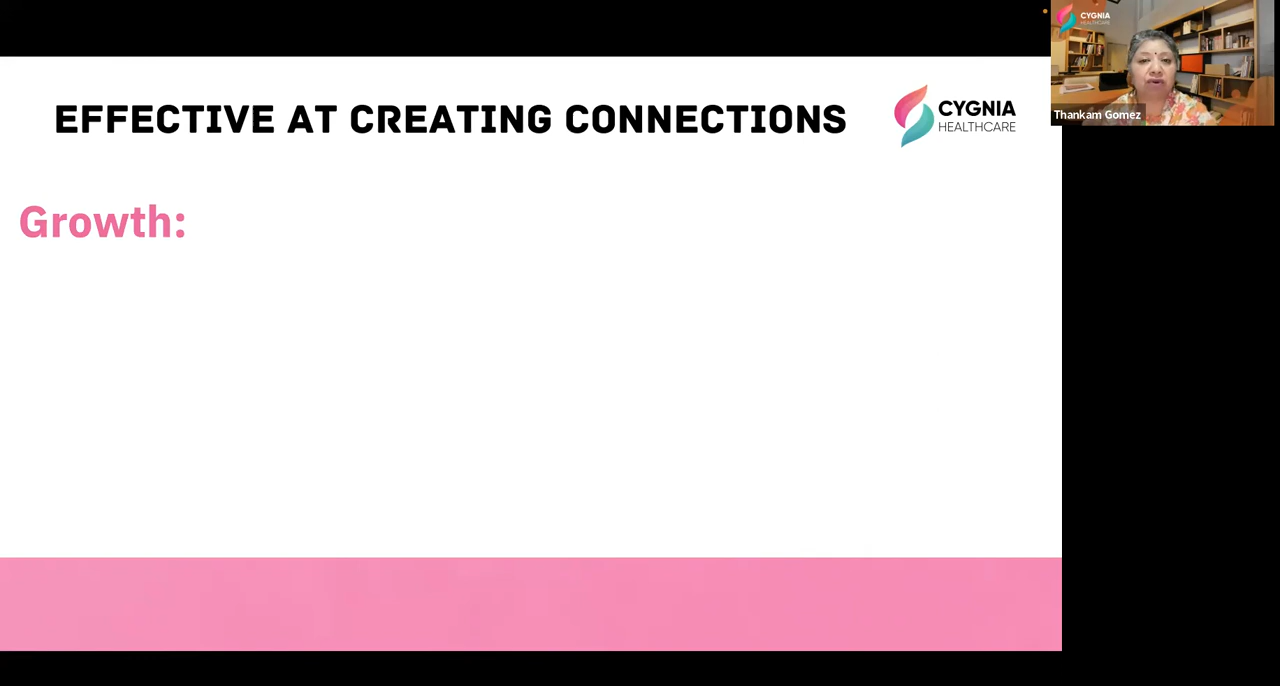 EFFECTIVE AT CREATING CONNECTIONS
CYGNIA
HEALTHCARE
Growth:
CYGNIA
HEALTHCARE
Thankam Gomez